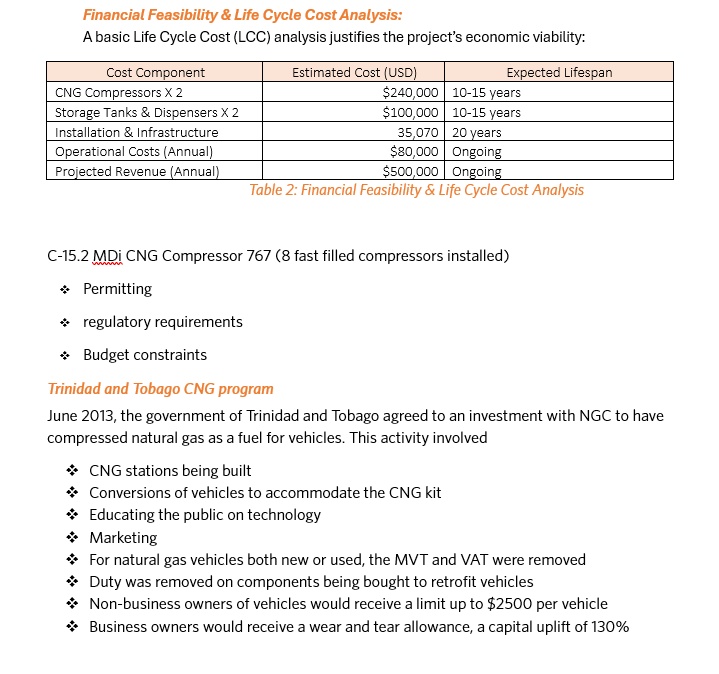 Financial Feasibility & Life Cycle Cost Analysis:
A basic Life Cycle Cost (LCC) analysis justifies the project's economic viability:
Cost Component Estimated Cost (USD) Expected Lifespan
CNG Compressors X 2 $240,000 10-15 years
Storage Tanks & Dispensers X 2 $100,000 10-15 years
Installation & Infrastructure 35,070 20 years
Operational Costs (Annual) $80,000 Ongoing
Projected Revenue (Annual) $500,000 Ongoing
Table 2: Financial Feasibility & Life Cycle Cost Analysis
C-15.2 MDi CNG Compressor 767 (8 fast filled compressors installed)
❖ Permitting
❖ regulatory requirements
❖ Budget constraints
Trinidad and Tobago CNG program
June 2013, the government of Trinidad and Tobago agreed to an investment with NGC to have
compressed natural gas as a fuel for vehicles. This activity involved
❖ CNG stations being built
❖ Conversions of vehicles to accommodate the CNG kit
❖ Educating the public on technology
❖ Marketing
❖ For natural gas vehicles both new or used, the MVT and VAT were removed
❖ Duty was removed on components being bought to retrofit vehicles
❖ Non-business owners of vehicles would receive a limit up to $2500 per vehicle
❖ Business owners would receive a wear and tear allowance, a capital uplift of 130%